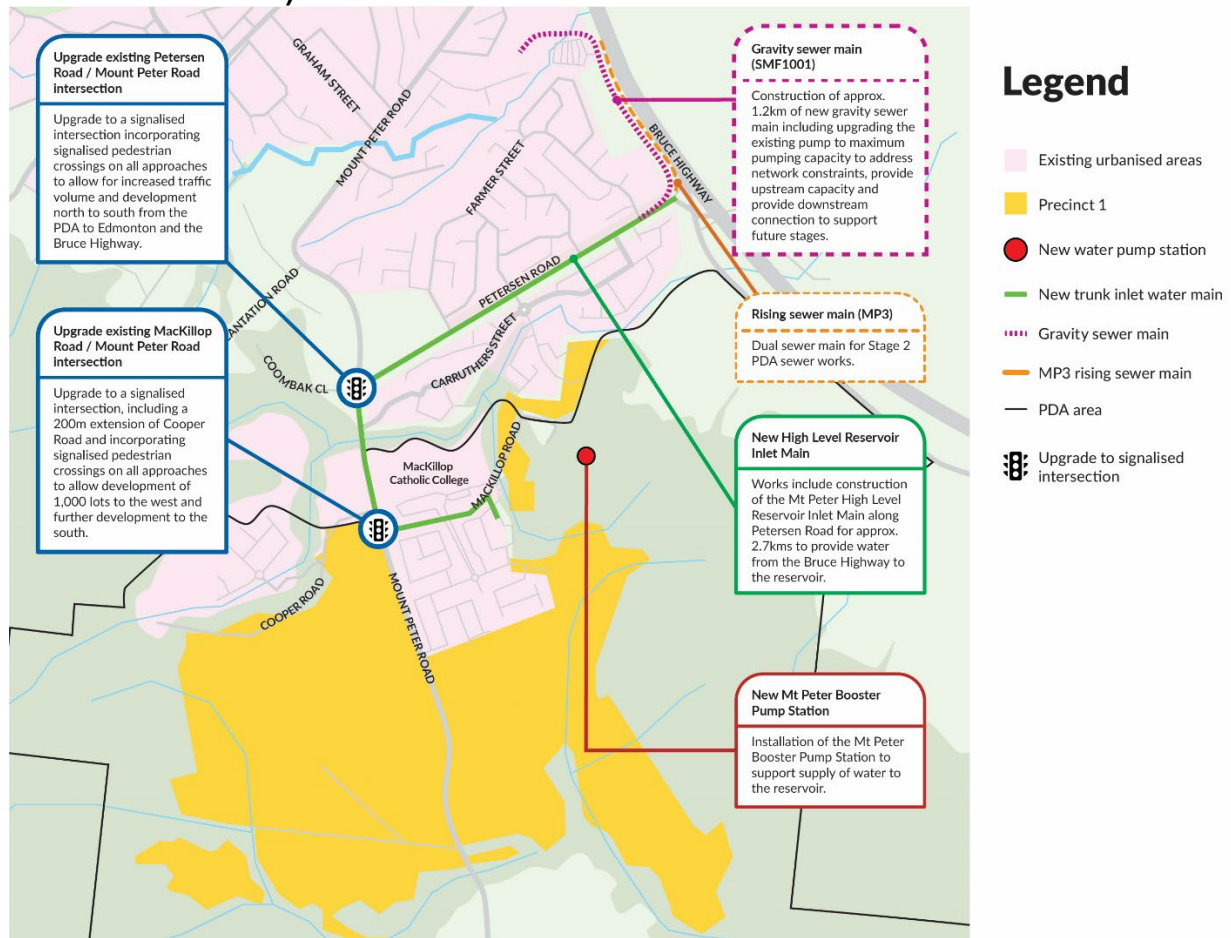 Upgrade existing Petersen
Road / Mount Peter Road
intersection
Upgrade to a signalised
intersection incorporating
signalised pedestrian
crossings on all approaches
to allow for increased traffic
volume and development
north to south from the
PDA to Edmonton and the
Bruce Highway.
Upgrade existing MacKillop
Road / Mount Peter Road
intersection
Upgrade to a signalised
intersection, including a
200m extension of Cooper
Road and incorporating
signalised pedestrian
crossings on all approaches
to allow development of
1,000 lots to the west and
further development to the
south.
GRAHAM STREET
MOUNT PETER ROAD
FARMER STREET
BRUCE HIGHWAY
PETERSEN ROAD
LANTATION ROAD
COOMBAK CL
CARRUTHERS STREET
MacKillop
Catholic College
MACKILLOP ROAD
COOPER ROAD
MOUNT PETER ROAD
Gravity sewer main
(SMF1001)
Construction of approx.
1.2km of new gravity sewer
main including upgrading the
existing pump to maximum
pumping capacity to address
network constraints, provide
upstream capacity and
provide downstream
connection to support
future stages.
Rising sewer main (MP3)
Dual sewer main for Stage 2
PDA sewer works.
New High Level Reservoir
Inlet Main
Works include construction
of the Mt Peter High Level
Reservoir Inlet Main along
Petersen Road for approx.
2.7kms to provide water
from the Bruce Highway to
the reservoir.
New Mt Peter Booster
Pump Station
Installation of the Mt Peter
Booster Pump Station to
support supply of water to
the reservoir.
Legend
Existing urbanised areas
Precinct 1
New water pump station
New trunk inlet water main
Gravity sewer main
MP3 rising sewer main
PDA area
Upgrade to signalised
intersection